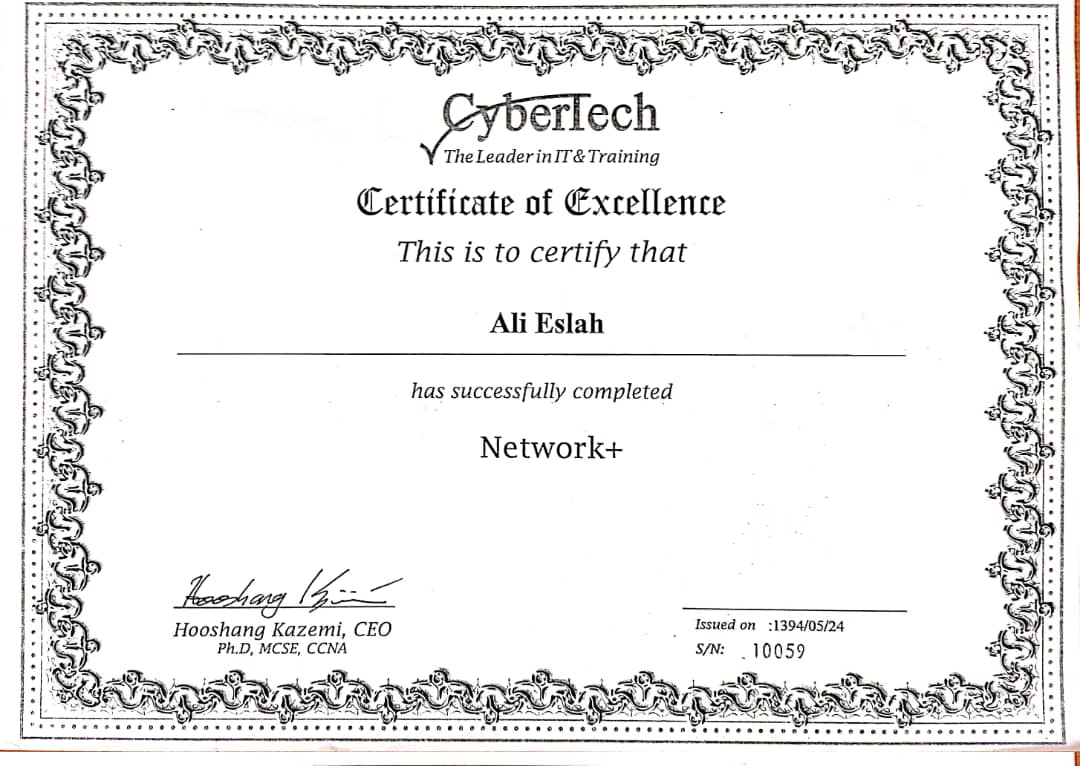 CyberTech
The Leader in IT & Training
Certificate of Excellence
This is to certify that
Ali Eslah
has successfully completed
Network+
Hooshang Kazemi
Hooshang Kazemi, CEO
Ph.D, MCSE, CCNA
Issued on :1394/05/24
S/N: 10059